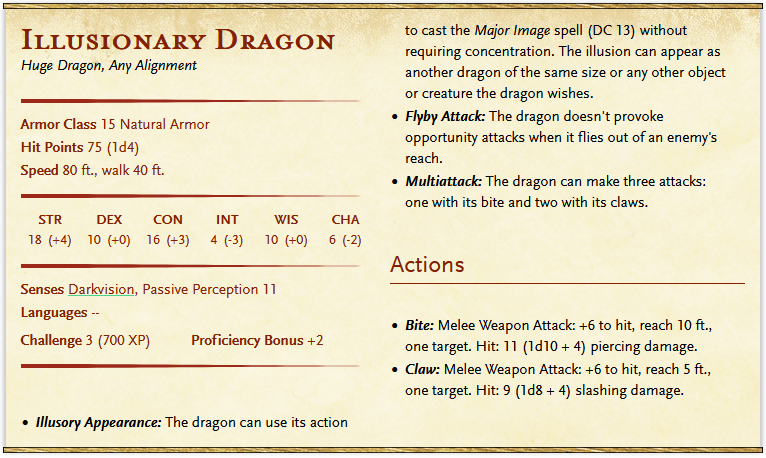 Illusionary Dragon
Huge Dragon, Any Alignment
Armor Class 15 Natural Armor
Hit Points 75 (1d4)
Speed 80 ft., walk 40 ft.
STR DEX CON INT WIS CHA
18 (+4) 10 (+0) 16 (+3) 4 (-3) 10 (+0) 6 (-2)
Senses Darkvision, Passive Perception 11
Languages --
Challenge 3 (700 XP) Proficiency Bonus +2
• Illusory Appearance: The dragon can use its action
to cast the Major Image spell (DC 13) without
requiring concentration. The illusion can appear as
another dragon of the same size or any other object
or creature the dragon wishes.
• Flyby Attack: The dragon doesn't provoke
opportunity attacks when it flies out of an enemy's
reach.
• Multiattack: The dragon can make three attacks:
one with its bite and two with its claws.
Actions
• Bite: Melee Weapon Attack: +6 to hit, reach 10 ft.,
one target. Hit: 11 (1d10 + 4) piercing damage.
• Claw: Melee Weapon Attack: +6 to hit, reach 5 ft.,
one target. Hit: 9 (1d8 + 4) slashing damage.